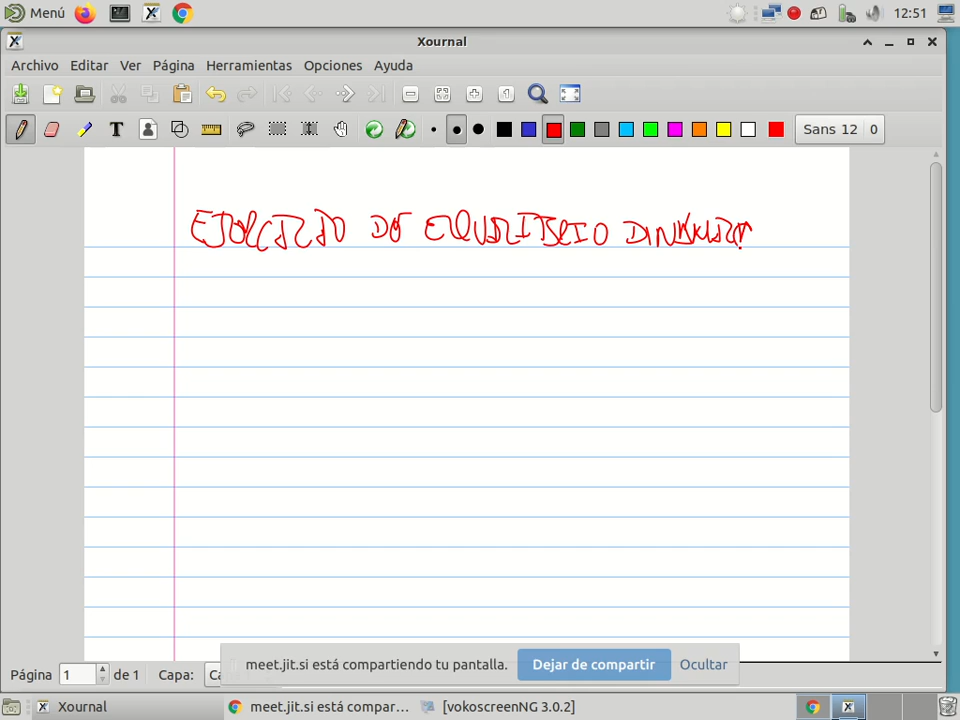 Menú
12:51
Xournal
Archivo Editar Ver Página Herramientas Opciones Ayuda
Sans 12 0
EJERCICIO DE EQUILIBRIO
meet.jit.si está compartiendo tu pantalla. Dejar de compartir Ocultar
Página 1 de 1 Capa:
Xournal meet.jit.si está compar... [vokoscreenNG 3.0.2]